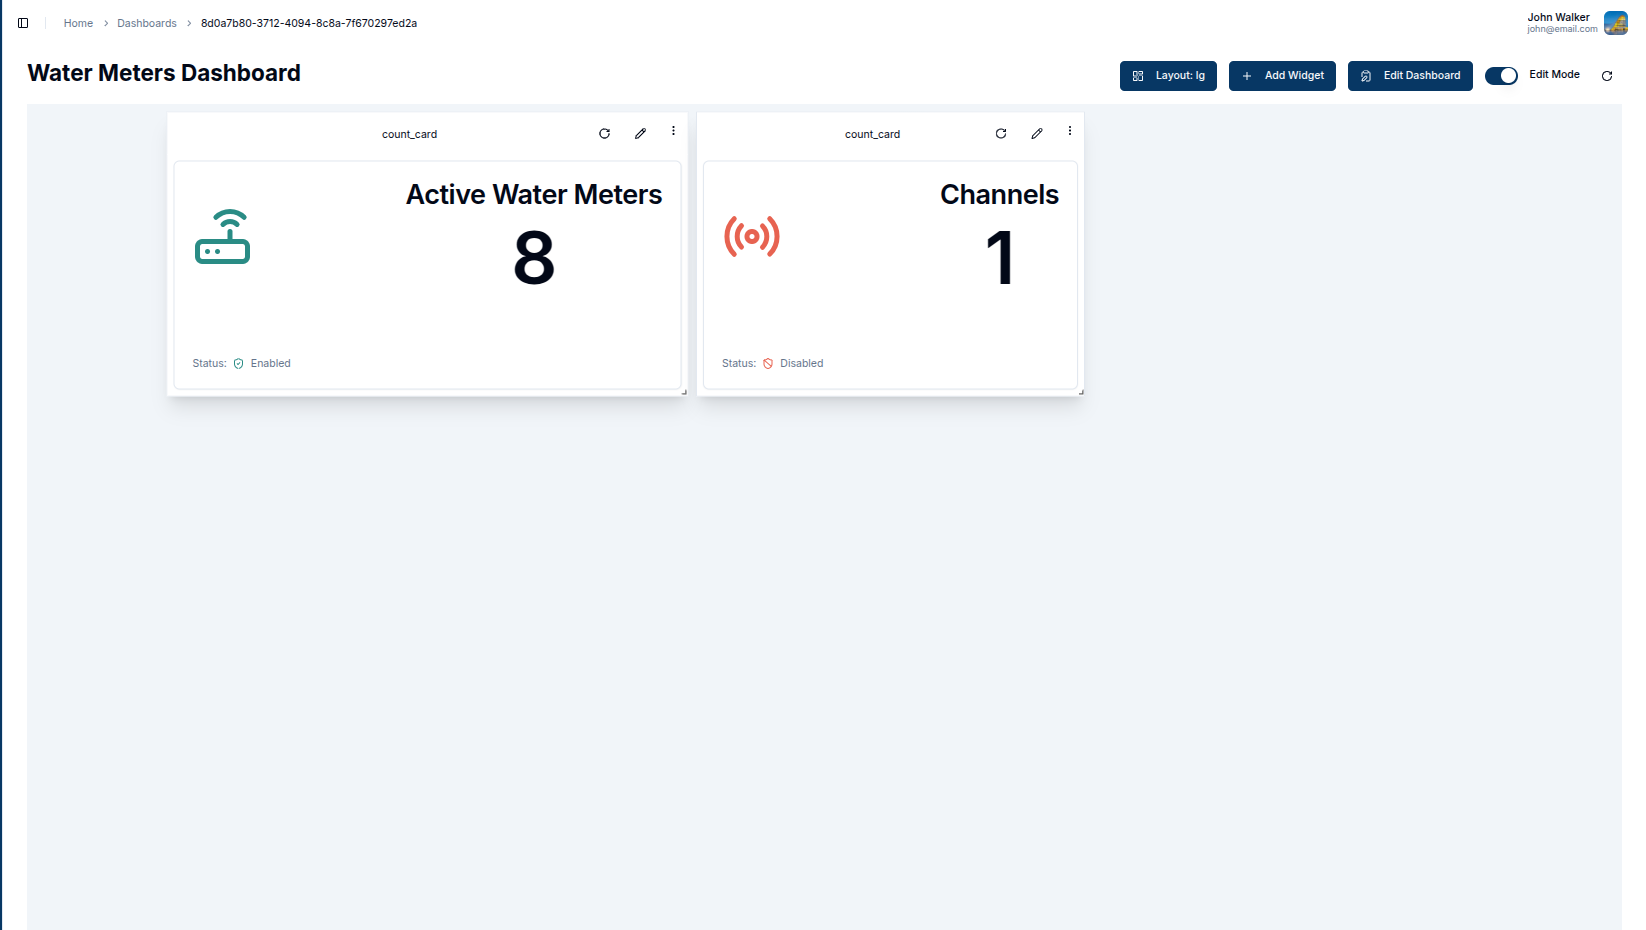 Home > Dashboards > 8d0a7b80-3712-4094-8c8a-7f670297ed2a
John Walker
john@email.com
Water Meters Dashboard
Layout: lg
Add Widget
Edit Dashboard
Edit Mode
count_card
Active Water Meters
8
Status: Enabled
count_card
Channels
1
Status: Disabled